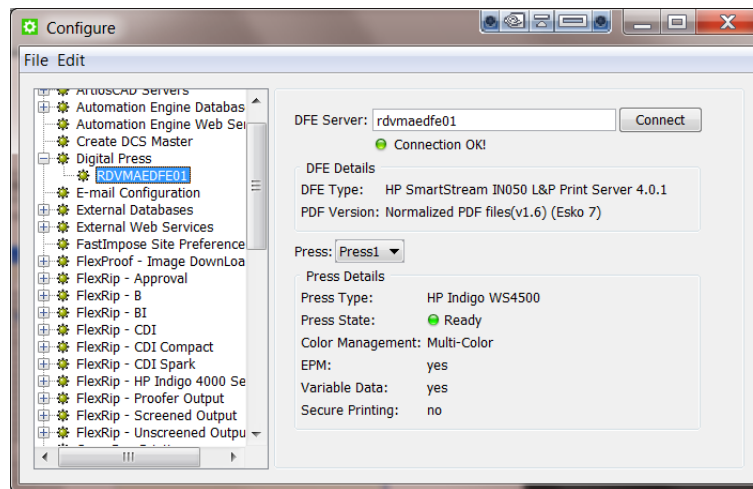 Configure
File Edit
ArtiosCAD Servers
Automation Engine Databas
Automation Engine Web Ser
Create DCS Master
Digital Press
RDVMAEDFE01
E-mail Configuration
External Databases
External Web Services
FastImpose Site Preference
FlexProof - Image DownLoa
FlexRip - Approval
FlexRip - B
FlexRip - BI
FlexRip - CDI
FlexRip - CDI Compact
FlexRip - CDI Spark
FlexRip - HP Indigo 4000 Se
FlexRip - Proofer Output
FlexRip - Screened Output
FlexRip - Unscreened Outpu
DFE Server: rdvmaedfe01 Connect
Connection OK!
DFE Details
DFE Type: HP SmartStream IN050 L&P Print Server 4.0.1
PDF Version: Normalized PDF files(v1.6) (Esko 7)
Press: Press1
Press Details
Press Type: HP Indigo WS4500
Press State: Ready
Color Management: Multi-Color
EPM: yes
Variable Data: yes
Secure Printing: no